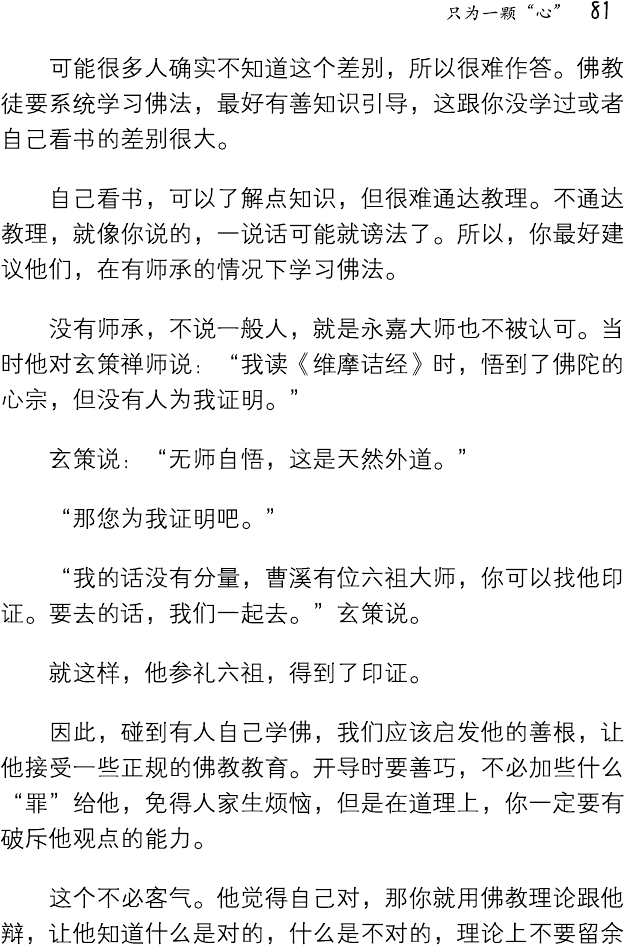 只为一颗“心” 81
可能很多人确实不知道这个差别，所以很难作答。佛教
徒要系统学习佛法，最好有善知识引导，这跟你没学过或者
自己看书的差别很大。
自己看书，可以了解点知识，但很难通达教理。不通达
教理，就像你说的，一说话可能就谤法了。所以，你最好建
议他们，在有师承的情况下学习佛法。
没有师承，不说一般人，就是永嘉大师也不被认可。当
时他对玄策禅师说：“我读《维摩诘经》时，悟到了佛陀的
心宗，但没有人为我证明。”
玄策说：“无师自悟，这是天然外道。”
“那您为我证明吧。”
“我的话没有分量，曹溪有位六祖大师，你可以找他印
证。要去的话，我们一起去。”玄策说。
就这样，他参礼六祖，得到了印证。
因此，碰到有人自己学佛，我们应该启发他的善根，让
他接受一些正规的佛教教育。开导时要善巧，不必加些什么
“罪”给他，免得人家生烦恼，但是在道理上，你一定要有
破斥他观点的能力。
这个不必客气。他觉得自己对，那你就用佛教理论跟他
辩，让他知道什么是对的，什么是不对的，理论上不要留余